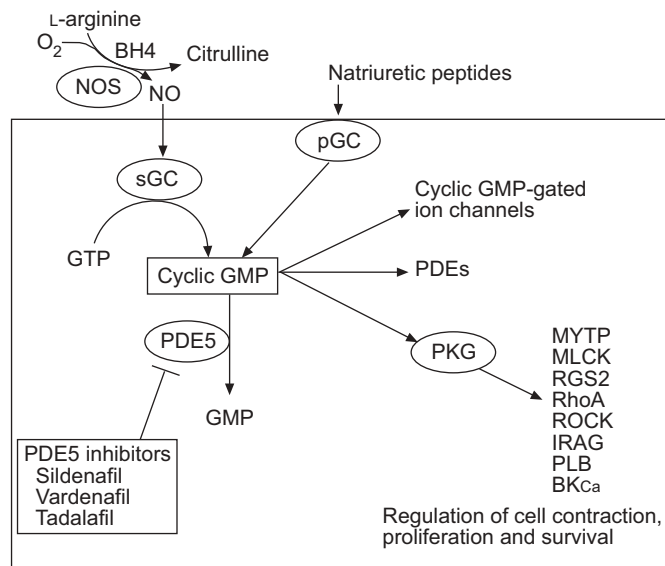 L-arginine
O2
BH4
Citrulline
NOS
NO
Natriuretic peptides
pGC
sGC
GTP
Cyclic GMP-gated
ion channels
Cyclic GMP
PDEs
PDE5
PKG
GMP
MYTP
MLCK
RGS2
RhoA
ROCK
IRAG
PLB
BKCa
PDE5 inhibitors
Sildenafil
Vardenafil
Tadalafil
Regulation of cell contraction,
proliferation and survival